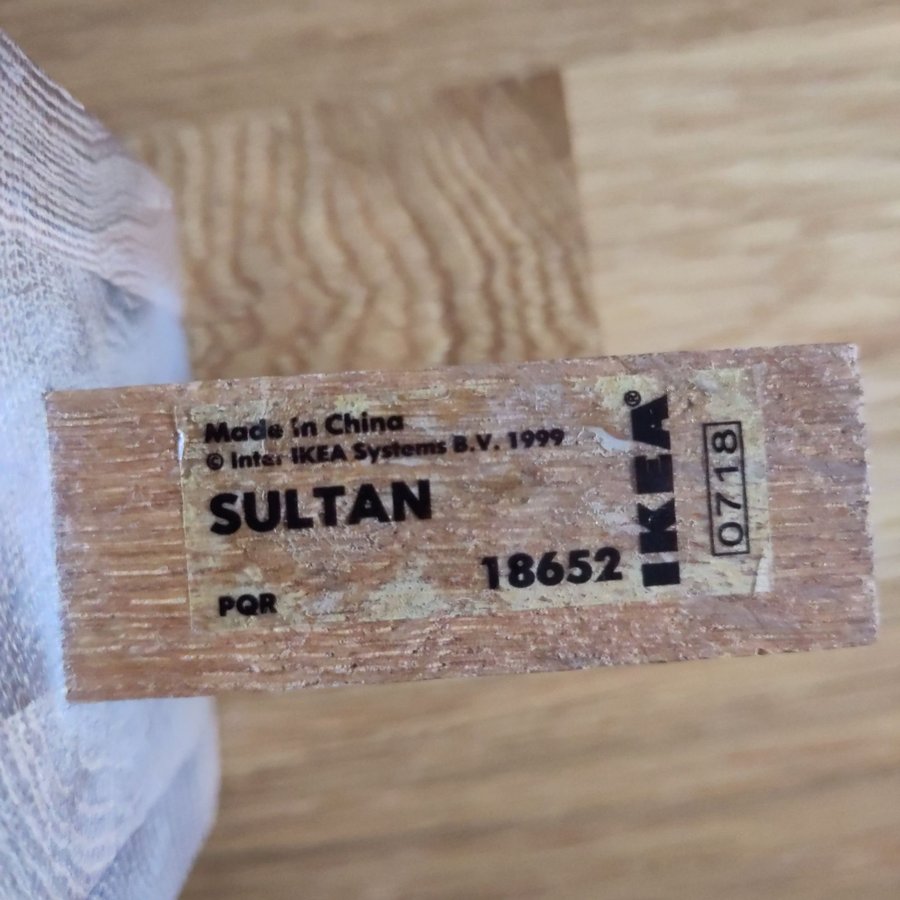 Made in China
© Inter IKEA Systems B.V. 1999
SULTAN
18652
PQR
IKEA®
0718